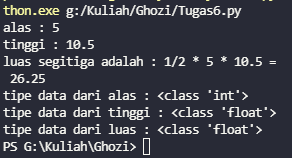 thon.exe g:/Kuliah/Ghozi/Tugas6.py
alas : 5
tinggi : 10.5
luas segitiga adalah : 1/2 * 5 * 10.5 =
 26.25
tipe data dari alas : <class 'int'>
tipe data dari tinggi : <class 'float'>
tipe data dari luas : <class 'float'>
PS G:\Kuliah\Ghozi>